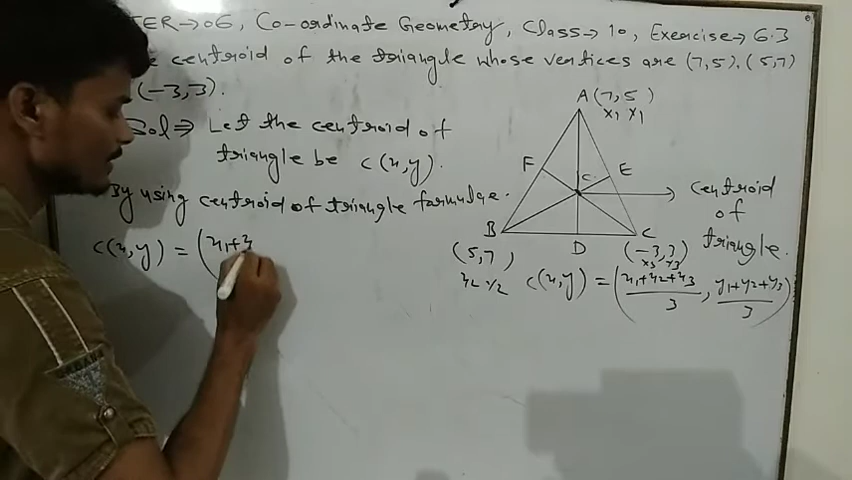 TER→06, Co-ordinate Geometry, Class→10, Exercise→6.3
centroid of the triangle whose vertices are (7,5), (5,7)
(-3,3).
Sol⇒ Let the centroid of
triangle be C(x,y).
By using centroid of triangle formulae.
C(x,y) = (x₁+x
A(7,5)
x₁ y₁
F
E
C
centroid
of
triangle.
B
D
C
(5,7)
x₂ y₂
(-3,3)
x₃ y₃
C(x,y) = (x₁+x₂+x₃/3, y₁+y₂+y₃/3)